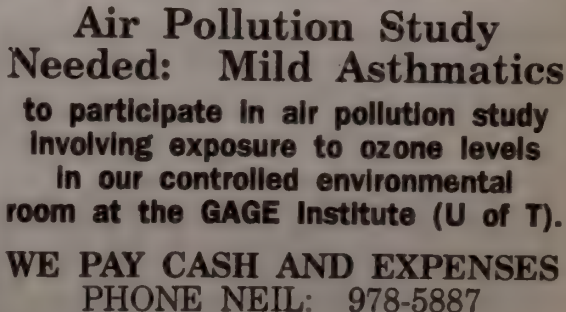 Air Pollution Study
Needed: Mild Asthmatics
to participate in air pollution study
involving exposure to ozone levels
in our controlled environmental
room at the GAGE Institute (U of T).
WE PAY CASH AND EXPENSES
PHONE NEIL: 978-5887